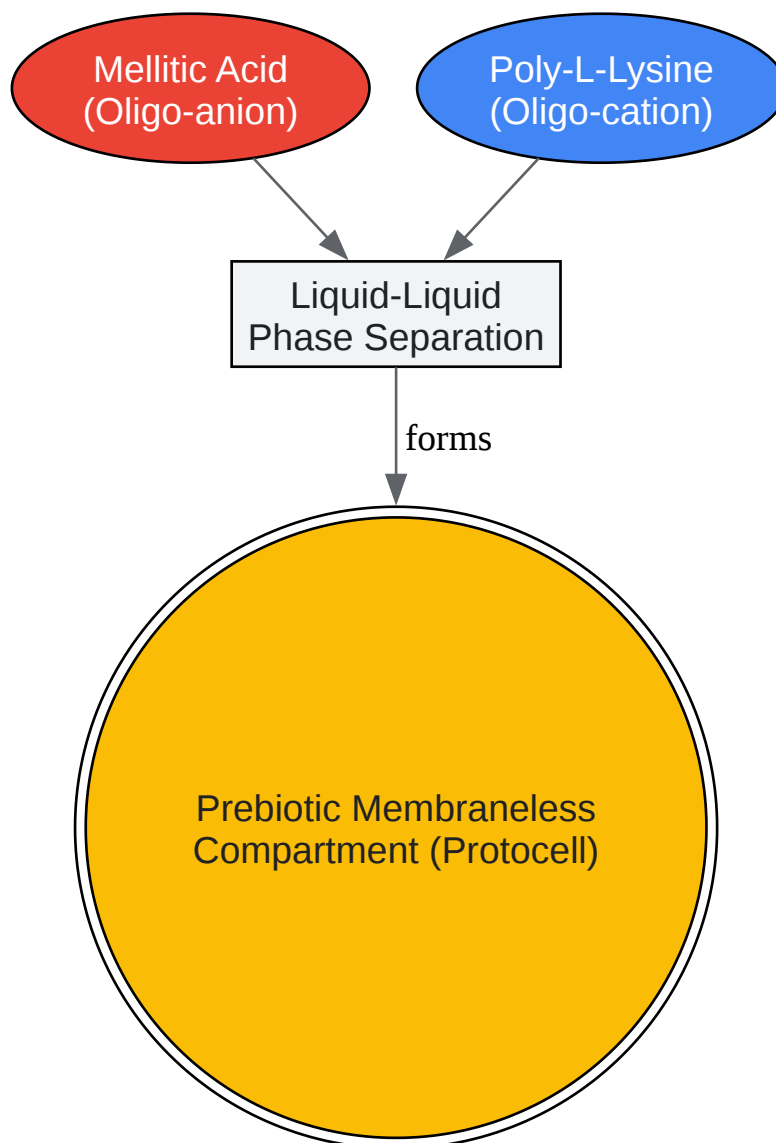 Mellitic Acid
(Oligo-anion)
Poly-L-Lysine
(Oligo-cation)
Liquid-Liquid
Phase Separation
forms
Prebiotic Membraneless
Compartment (Protocell)